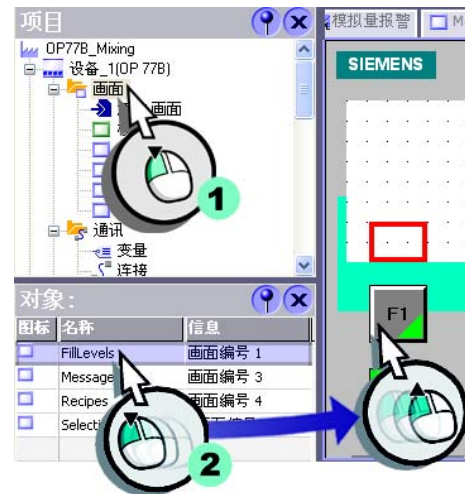 项目
OP77B_Mixing
设备_1(OP 77B)
画面
画面
通讯
变量
连接
1
对象:
图标 名称 信息
FillLevels 画面编号 1
Message 画面编号 3
Recipes 画面编号 4
Selecti
2
模拟量报警 M
SIEMENS
F1